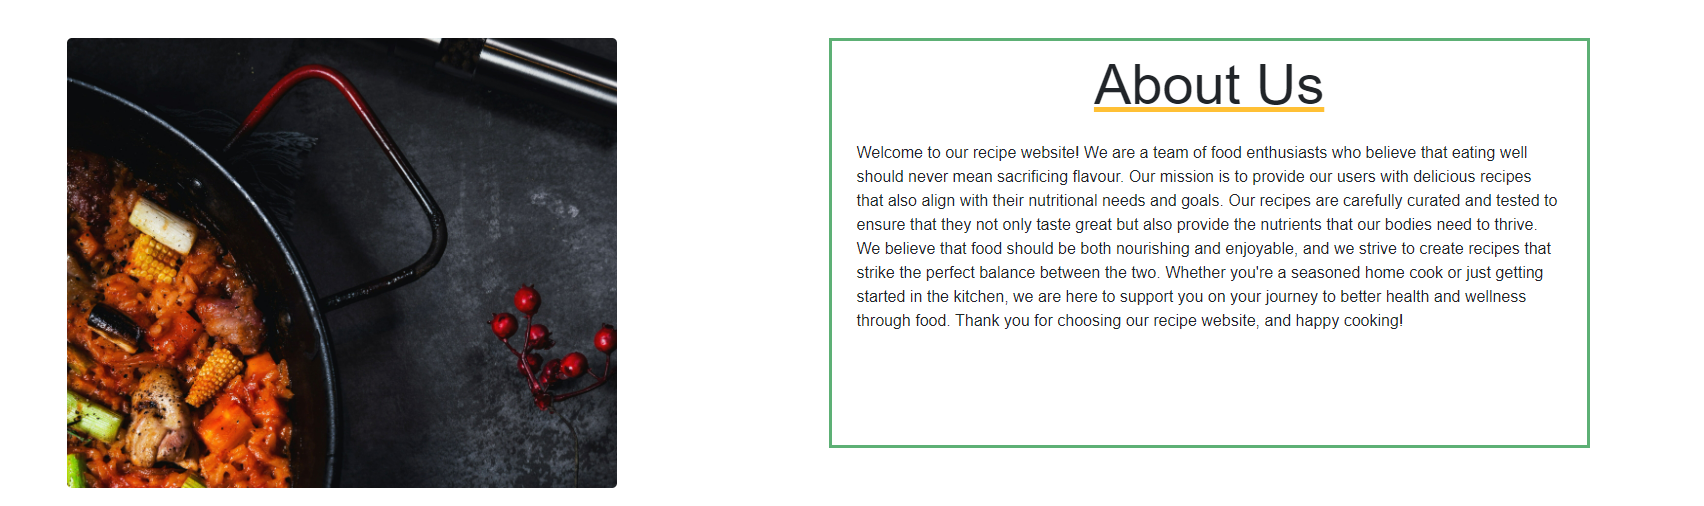 About Us
Welcome to our recipe website! We are a team of food enthusiasts who believe that eating well
should never mean sacrificing flavour. Our mission is to provide our users with delicious recipes
that also align with their nutritional needs and goals. Our recipes are carefully curated and tested to
ensure that they not only taste great but also provide the nutrients that our bodies need to thrive.
We believe that food should be both nourishing and enjoyable, and we strive to create recipes that
strike the perfect balance between the two. Whether you're a seasoned home cook or just getting
started in the kitchen, we are here to support you on your journey to better health and wellness
through food. Thank you for choosing our recipe website, and happy cooking!